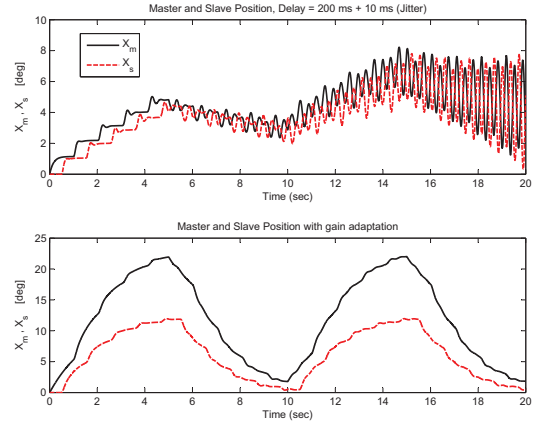 Master and Slave Position, Delay = 200 ms + 10 ms (Jitter)
X_m
X_s
X_m , X_s [deg]
10
8
6
4
2
0
0 2 4 6 8 10 12 14 16 18 20
Time (sec)
Master and Slave Position with gain adaptation
X_m , X_s [deg]
25
20
15
10
5
0
0 2 4 6 8 10 12 14 16 18 20
Time (sec)